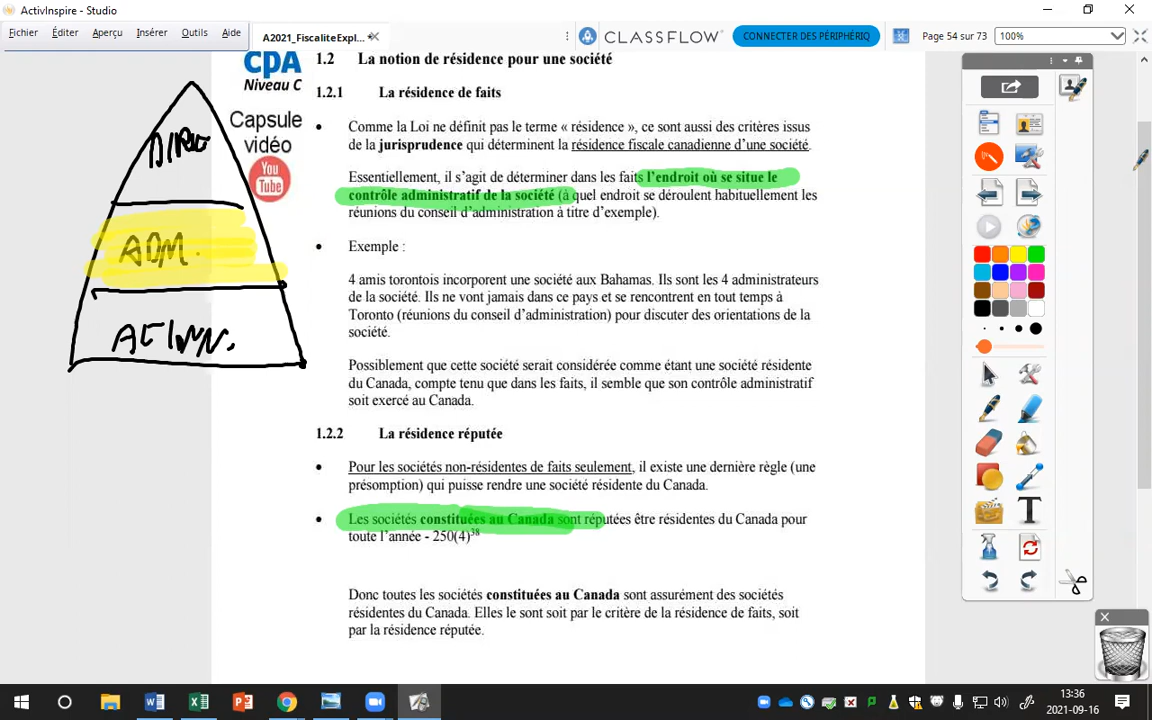 ActivInspire - Studio
Fichier Éditer Aperçu Insérer Outils Aide
A2021_FiscaliteExpl...
CLASSFLOW
CONNECTER DES PÉRIPHÉRIQ
Page 54 sur 73
100%
CPA
Niveau C
Capsule
vidéo
You
Tube
DIRIG
ADM.
ACTIONN.
1.2 La notion de résidence pour une société
1.2.1 La résidence de faits
• Comme la Loi ne définit pas le terme « résidence », ce sont aussi des critères issus
de la jurisprudence qui déterminent la résidence fiscale canadienne d’une société.
Essentiellement, il s’agit de déterminer dans les faits l’endroit où se situe le
contrôle administratif de la société (à quel endroit se déroulent habituellement les
réunions du conseil d’administration à titre d’exemple).
• Exemple :
4 amis torontois incorporent une société aux Bahamas. Ils sont les 4 administrateurs
de la société. Ils ne vont jamais dans ce pays et se rencontrent en tout temps à
Toronto (réunions du conseil d’administration) pour discuter des orientations de la
société.
Possiblement que cette société serait considérée comme étant une société résidente
du Canada, compte tenu que dans les faits, il semble que son contrôle administratif
soit exercé au Canada.
1.2.2 La résidence réputée
• Pour les sociétés non-résidentes de faits seulement, il existe une dernière règle (une
présomption) qui puisse rendre une société résidente du Canada.
• Les sociétés constituées au Canada sont réputées être résidentes du Canada pour
toute l’année - 250(4)38
Donc toutes les sociétés constituées au Canada sont assurément des sociétés
résidentes du Canada. Elles le sont soit par le critère de la résidence de faits, soit
par la résidence réputée.
13:36
2021-09-16